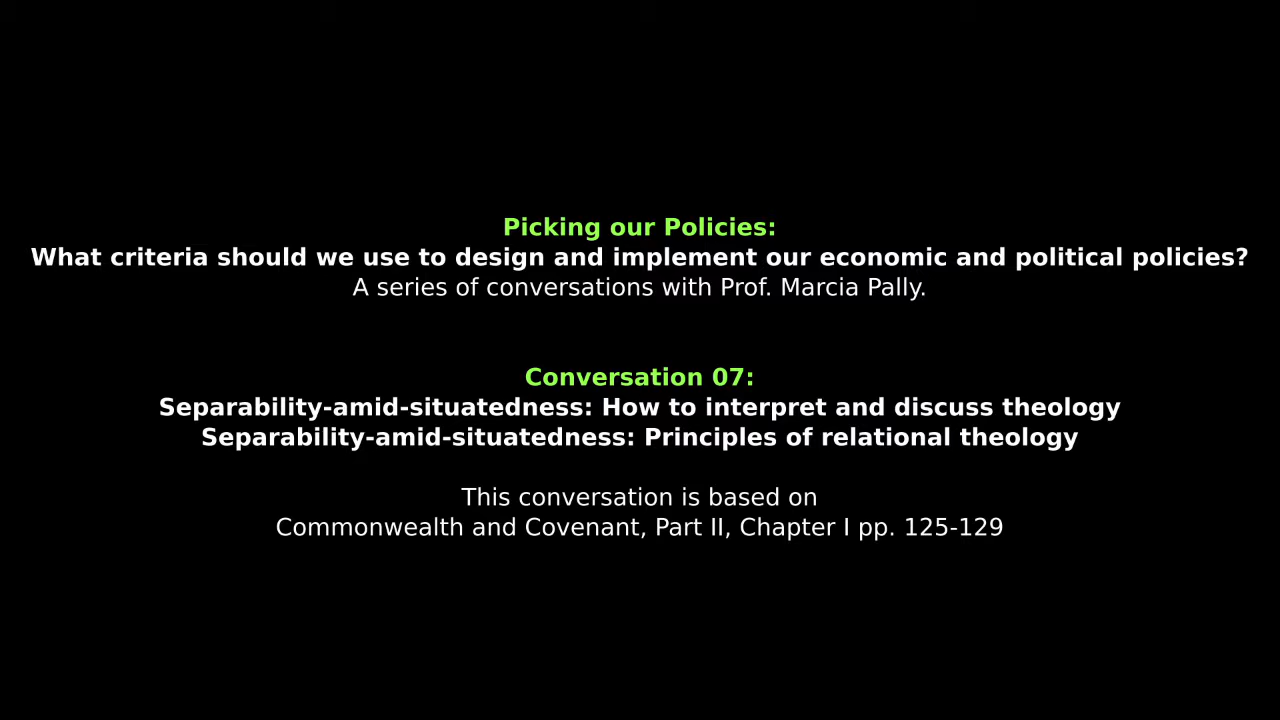 Picking our Policies:
What criteria should we use to design and implement our economic and political policies?
A series of conversations with Prof. Marcia Pally.
Conversation 07:
Separability-amid-situatedness: How to interpret and discuss theology
Separability-amid-situatedness: Principles of relational theology
This conversation is based on
Commonwealth and Covenant, Part II, Chapter I pp. 125-129